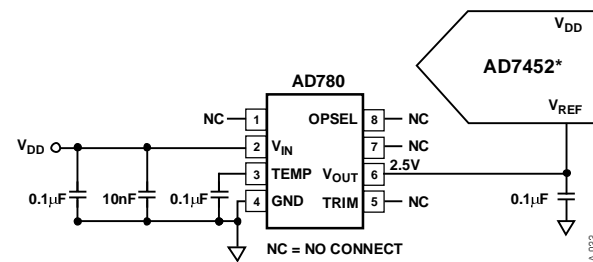 V_DD
AD7452*
V_REF
AD780
NC 1 OPSEL 8 NC
V_DD 2 V_IN 7 NC
3 TEMP V_OUT 6 2.5V
0.1μF 10nF 0.1μF 4 GND TRIM 5 NC 0.1μF
NC = NO CONNECT